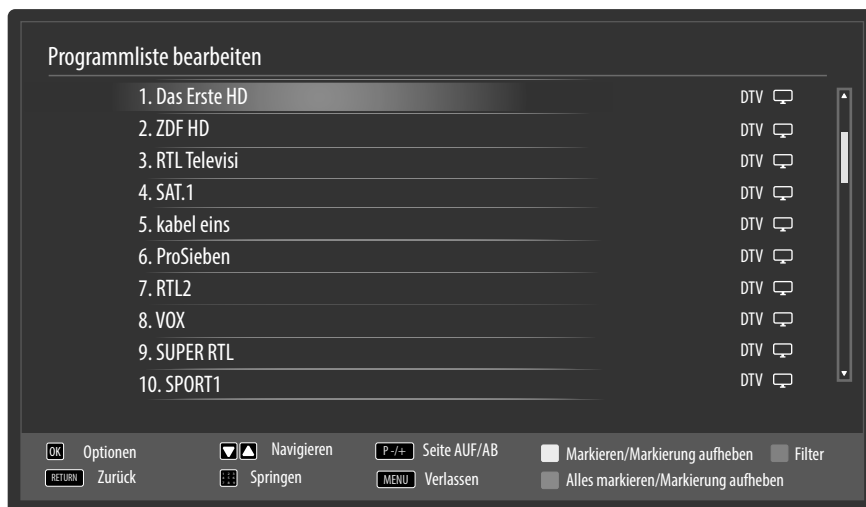 Programmliste bearbeiten
1. Das Erste HD DTV
2. ZDF HD DTV
3. RTL Televisi DTV
4. SAT.1 DTV
5. kabel eins DTV
6. ProSieben DTV
7. RTL2 DTV
8. VOX DTV
9. SUPER RTL DTV
10. SPORT1 DTV
OK Optionen Navigieren P -/+ Seite AUF/AB Markieren/Markierung aufheben Filter
RETURN Zurück Springen MENU Verlassen Alles markieren/Markierung aufheben